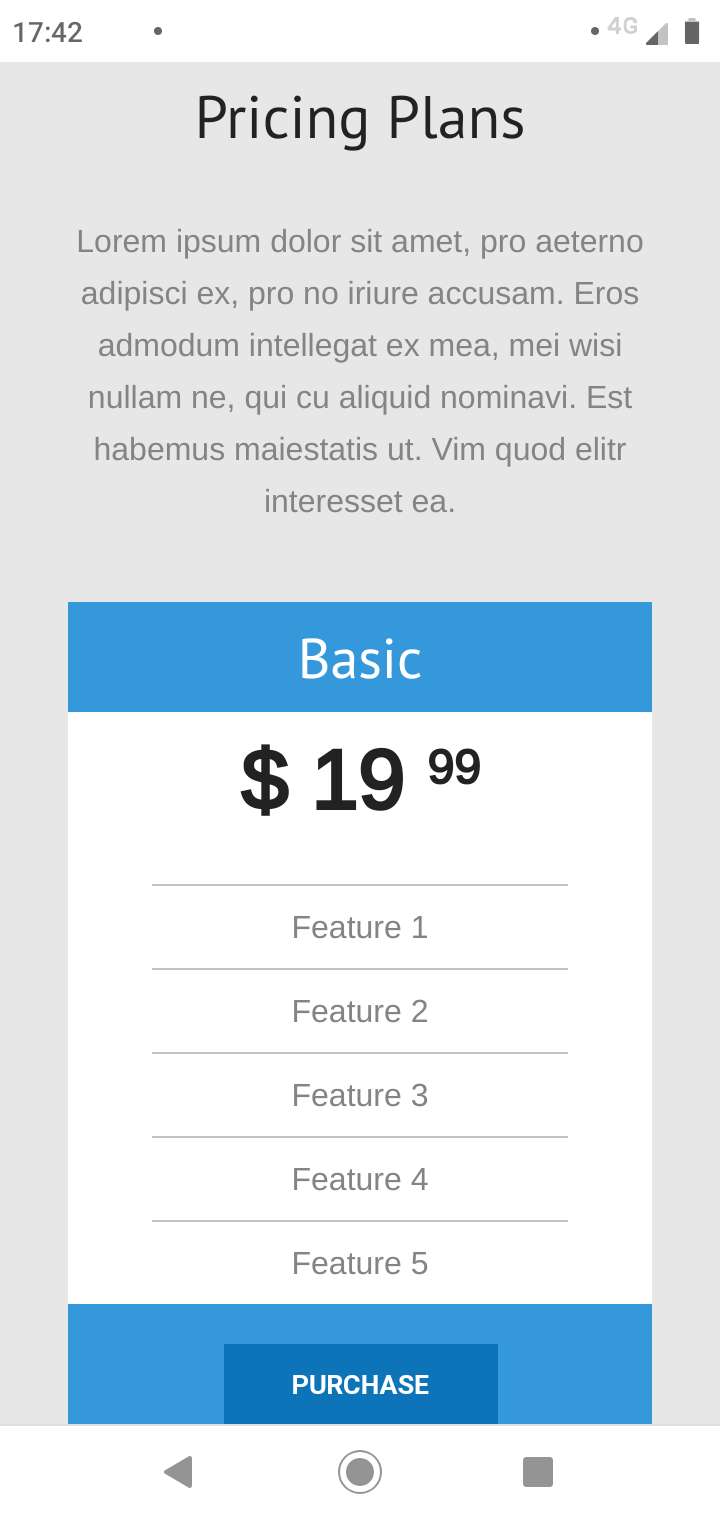 17:42
4G
Pricing Plans
Lorem ipsum dolor sit amet, pro aeterno
adipisci ex, pro no iriure accusam. Eros
admodum intellegat ex mea, mei wisi
nullam ne, qui cu aliquid nominavi. Est
habemus maiestatis ut. Vim quod elitr
interesset ea.
Basic
$ 19 99
Feature 1
Feature 2
Feature 3
Feature 4
Feature 5
PURCHASE